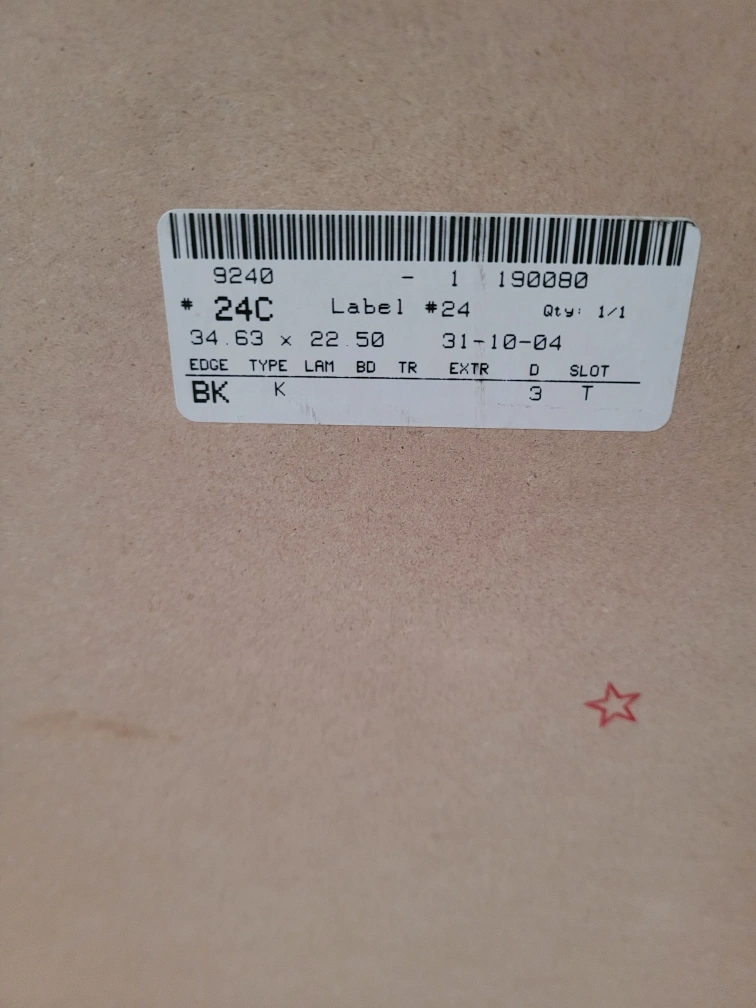 9240 - 1 190080
# 24C Label #24 Qty: 1/1
34.63 x 22.50 31-10-04
EDGE TYPE LAM BD TR EXTR D SLOT
BK K 3 T